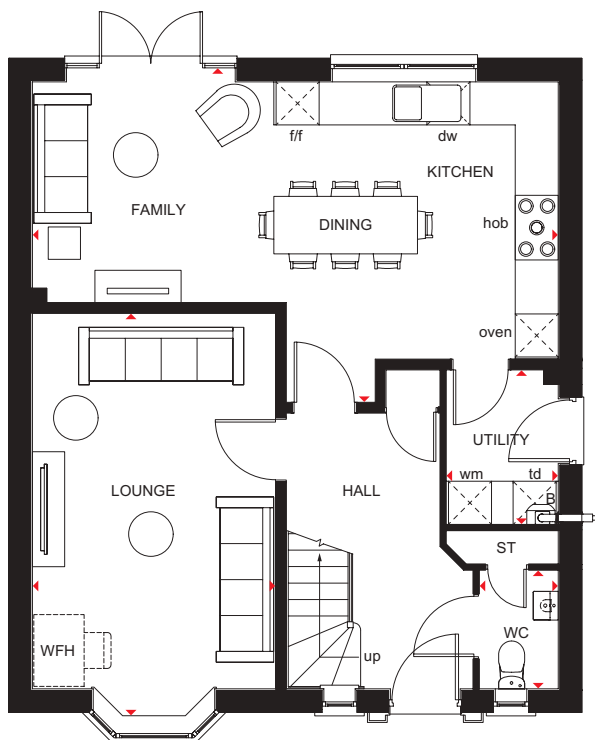 f/f
dw
KITCHEN
FAMILY
DINING
hob
oven
UTILITY
wm
td
LOUNGE
HALL
B
ST
WFH
WC
up